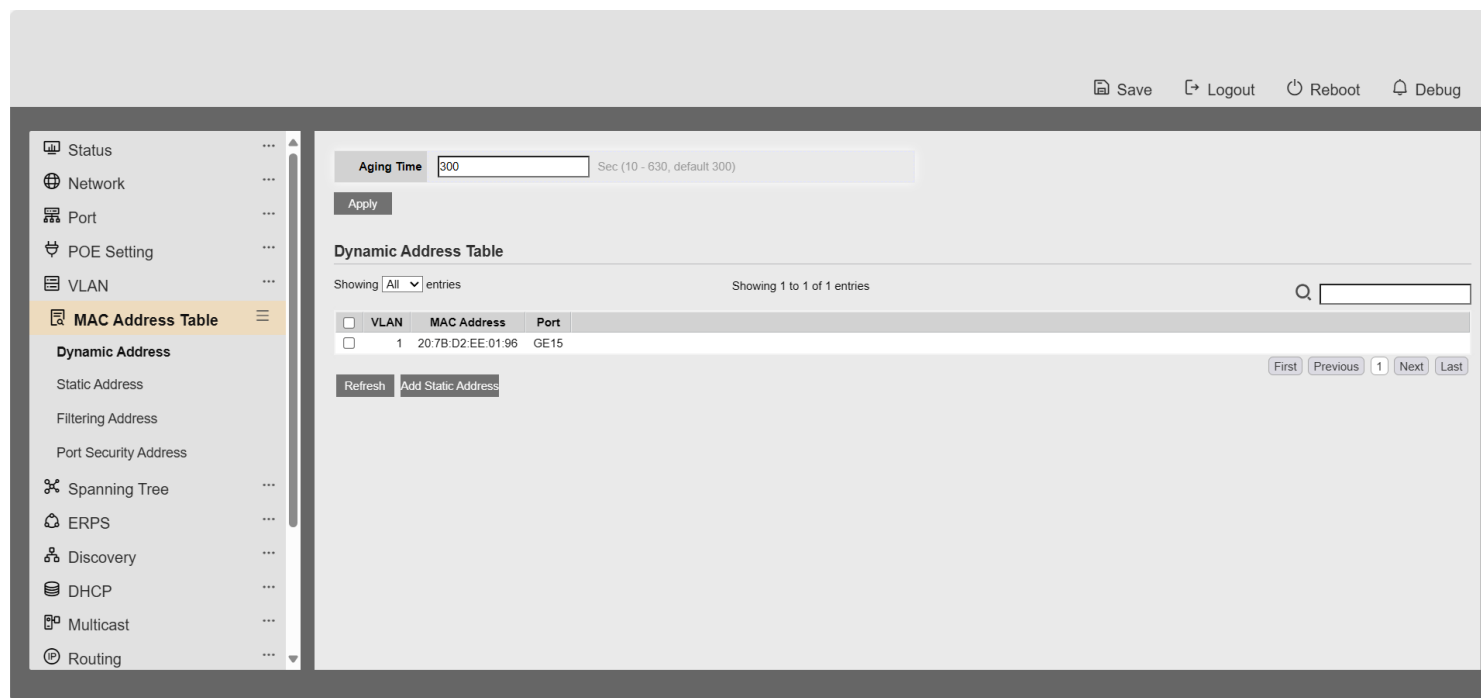 Save Logout Reboot Debug
Status ...
Network ...
Port ...
POE Setting ...
VLAN ...
MAC Address Table
Dynamic Address
Static Address
Filtering Address
Port Security Address
Spanning Tree ...
ERPS ...
Discovery ...
DHCP ...
Multicast ...
Routing ...
Aging Time 300 Sec (10 - 630, default 300)
Apply
Dynamic Address Table
Showing All entries Showing 1 to 1 of 1 entries
VLAN MAC Address Port
1 20:7B:D2:EE:01:96 GE15
First Previous 1 Next Last
Refresh Add Static Address